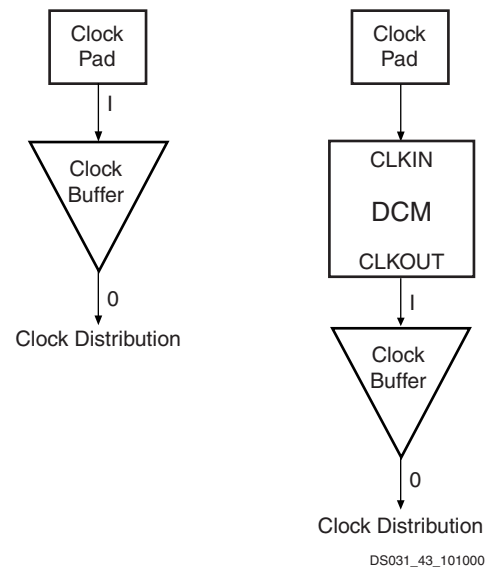 Clock
Pad
I
Clock
Buffer
0
Clock Distribution
Clock
Pad
CLKIN
DCM
CLKOUT
I
Clock
Buffer
0
Clock Distribution
DS031_43_101000